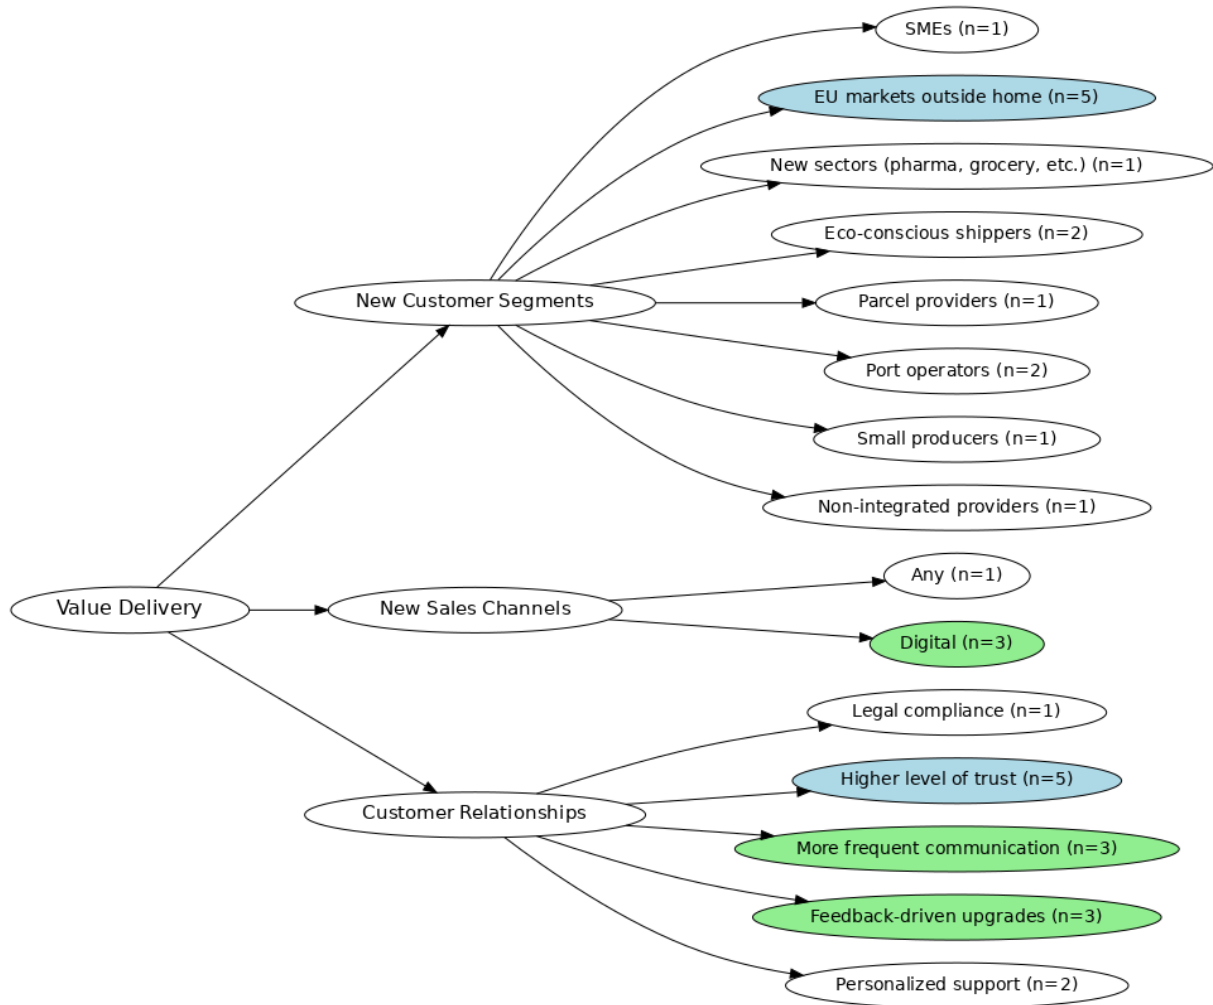 SMEs (n=1)
EU markets outside home (n=5)
New sectors (pharma, grocery, etc.) (n=1)
Eco-conscious shippers (n=2)
New Customer Segments
Parcel providers (n=1)
Port operators (n=2)
Small producers (n=1)
Non-integrated providers (n=1)
Any (n=1)
Value Delivery
New Sales Channels
Digital (n=3)
Legal compliance (n=1)
Higher level of trust (n=5)
Customer Relationships
More frequent communication (n=3)
Feedback-driven upgrades (n=3)
Personalized support (n=2)